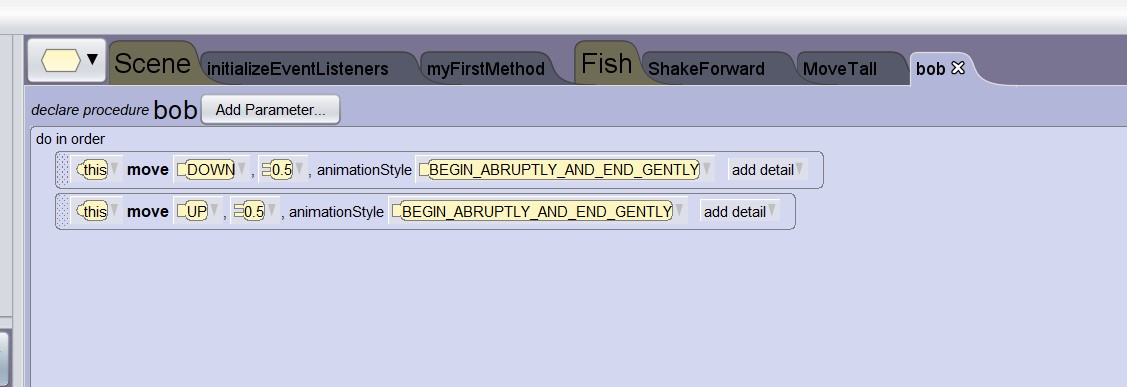 Scene initializeEventListeners myFirstMethod Fish ShakeForward MoveTall bob
declare procedure bob Add Parameter...
do in order
this move DOWN , 0.5 , animationStyle BEGIN_ABRUPTLY_AND_END_GENTLY add detail
this move UP , 0.5 , animationStyle BEGIN_ABRUPTLY_AND_END_GENTLY add detail